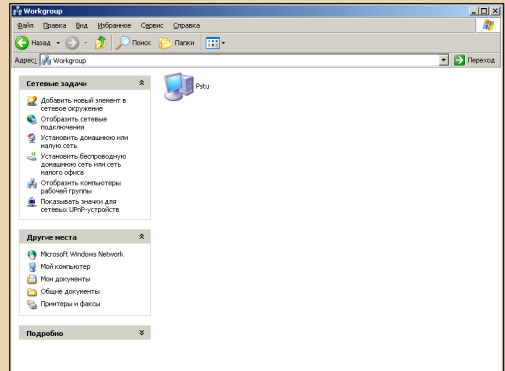 Workgroup
Файл Правка Вид Избранное Сервис Справка
Назад Поиск Папки
Адрес: Workgroup Переход
Сетевые задачи
Добавить новый элемент в
сетевое окружение
Отобразить сетевые
подключения
Установить домашнюю или
малую сеть
Установить беспроводную
домашнюю сеть или сеть
малого офиса
Отобразить компьютеры
рабочей группы
Показывать значки для
сетевых UPnP-устройств
Другие места
Microsoft Windows Network
Мой компьютер
Мои документы
Общие документы
Принтеры и факсы
Подробно
Pstu